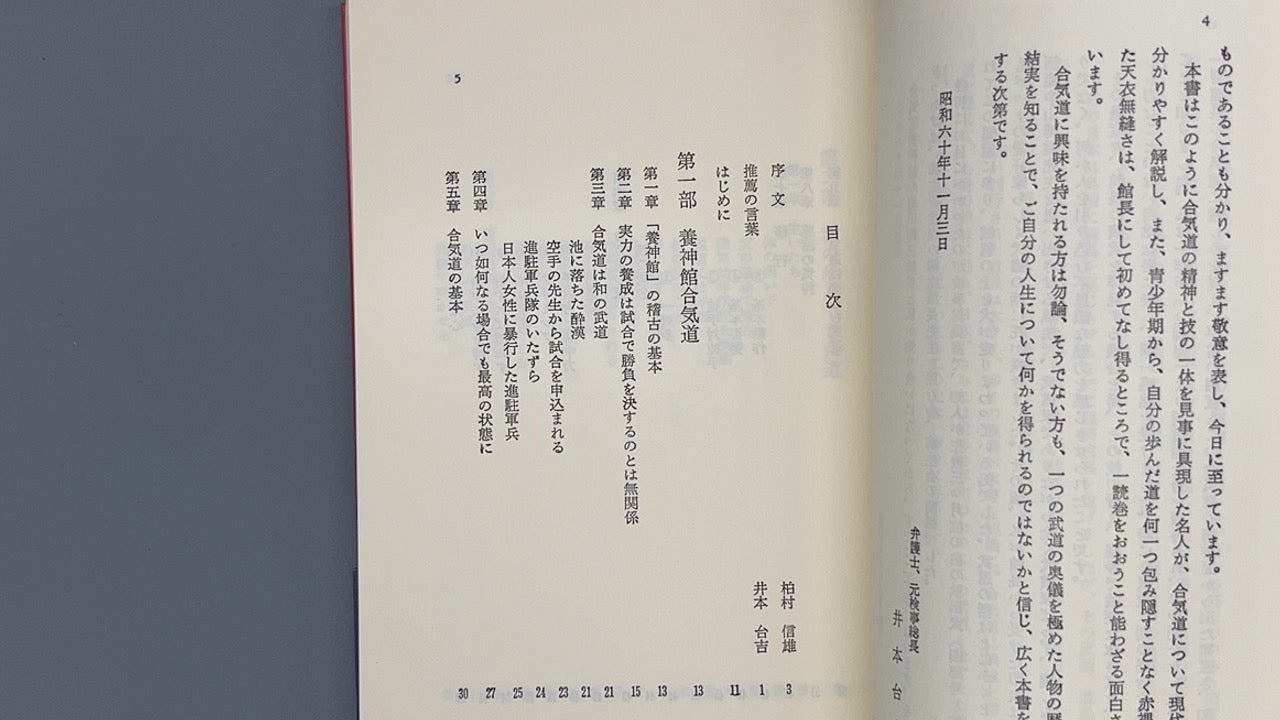 4
ものであることも分かり、ますます敬意を表し、今日に至っています。
本書はこのように合気道の精神と技の一体を見事に具現した名人が、合気道について現
分かりやすく解説し、また、青少年期から、自分の歩んだ道を何一つ包み隠すことなく赤裸
た天衣無縫さは、館長にして初めてなし得るところで、一読巻をおおうこと能わざる面白さ
います。
合気道に興味を持たれる方は勿論、そうでない方も、一つの武道の奥儀を極めた人物の歴
結実を知ることで、ご自分の人生について何かを得られるのではないかと信じ、広く本書を
する次第です。
昭和六十年十一月三日
弁護士、元検事総長
井本台
5
目次
序文 柏村 信雄 3
推薦の言葉 井本 台吉 1
はじめに 11
第一部 養神館合気道 13
第一章 「養神館」の稽古の基本 13
第二章 実力の養成は試合で勝負を決するのとは無関係 15
第三章 合気道は和の武道 21
池に落ちた酔漢 21
空手の先生から試合を申込まれる 23
進駐軍兵隊のいたずら 24
日本人女性に暴行した進駐軍兵 25
第四章 いつ如何なる場合でも最高の状態に 27
第五章 合気道の基本 30